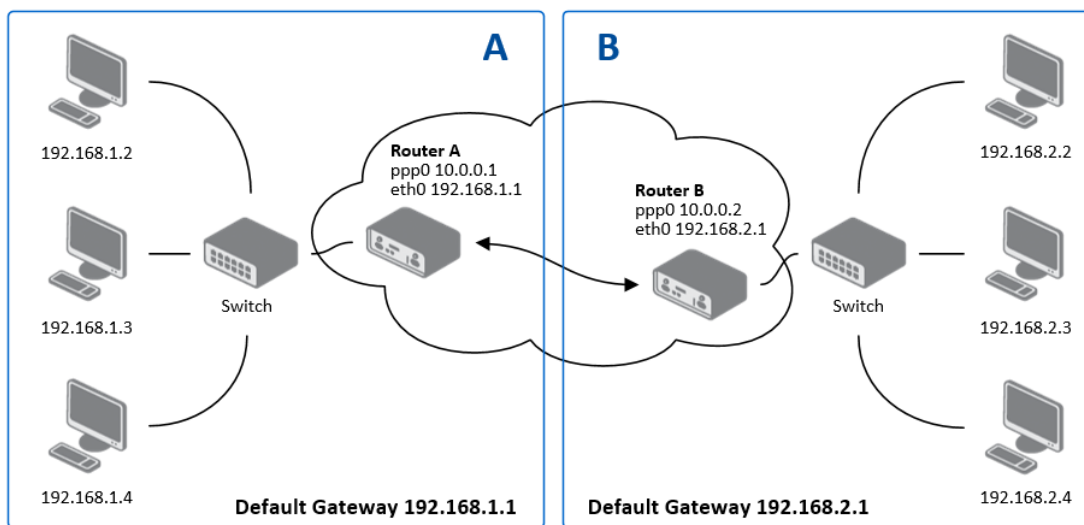 A
B
192.168.1.2
192.168.2.2
Router A
ppp0 10.0.0.1
eth0 192.168.1.1
Router B
ppp0 10.0.0.2
eth0 192.168.2.1
192.168.1.3
Switch
Switch
192.168.2.3
192.168.1.4
Default Gateway 192.168.1.1
Default Gateway 192.168.2.1
192.168.2.4